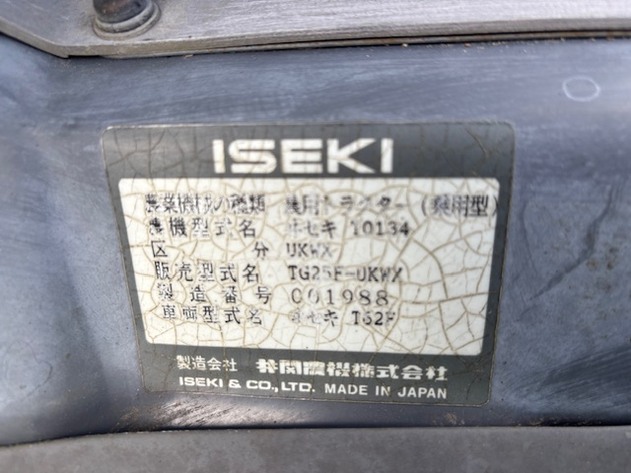 ISEKI
農業機械の種類 農用トラクター(乗用型)
農機型式名 ヰセキ 10134
区 分 UKWX
販売型式名 TG25F-UKWX
製造番号 001988
車両型式名 ヰセキ
製造会社 井関農機株式会社
ISEKI & CO., LTD. MADE IN JAPAN